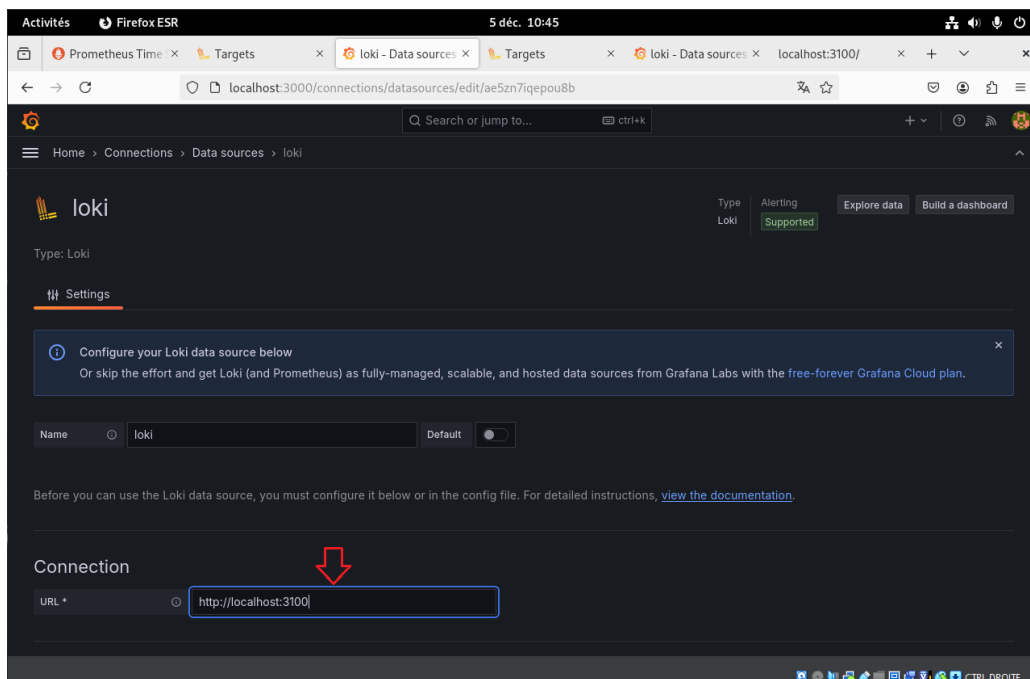 Activités Firefox ESR 5 déc. 10:45
Prometheus Time S Targets loki - Data sources Targets loki - Data sources localhost:3100/
localhost:3000/connections/datasources/edit/ae5zn7iqepou8b
Search or jump to... ctrl+k
Home › Connections › Data sources › loki
loki
Type Alerting Explore data Build a dashboard
Loki Supported
Type: Loki
Settings
Configure your Loki data source below
Or skip the effort and get Loki (and Prometheus) as fully-managed, scalable, and hosted data sources from Grafana Labs with the free-forever Grafana Cloud plan.
Name loki Default
Before you can use the Loki data source, you must configure it below or in the config file. For detailed instructions, view the documentation.
Connection
URL * http://localhost:3100
CTRL DROITE